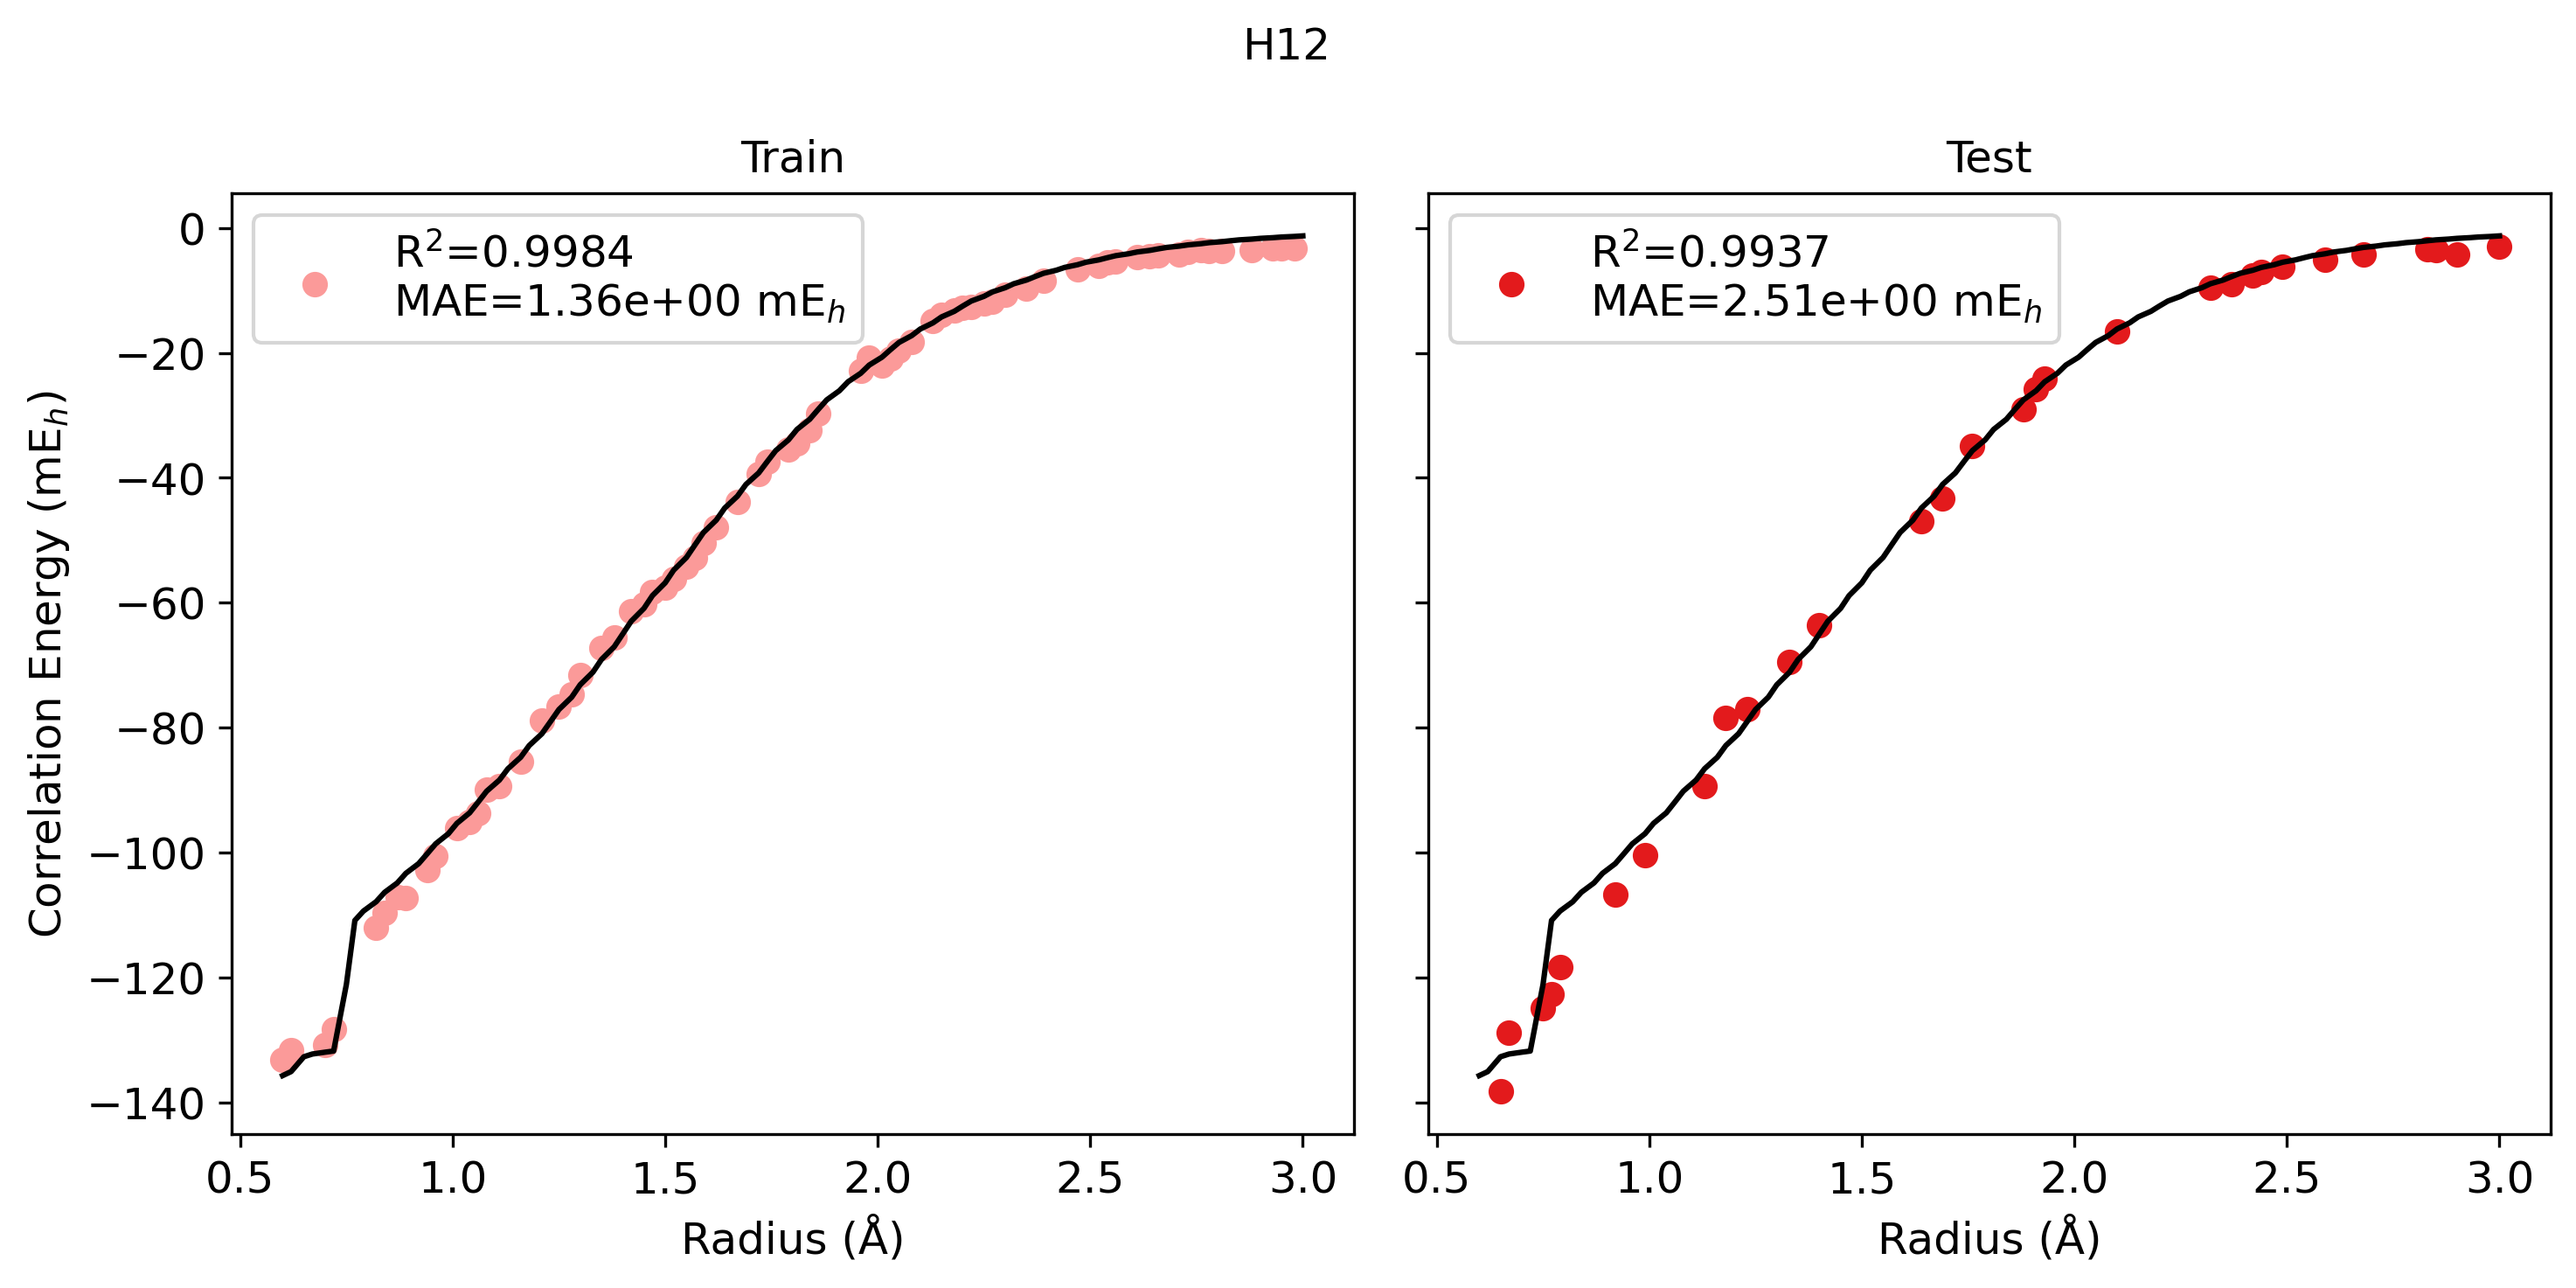 H12
Train
Test
R²=0.9984
MAE=1.36e+00 mEₕ
R²=0.9937
MAE=2.51e+00 mEₕ
Correlation Energy (mEₕ)
0
−20
−40
−60
−80
−100
−120
−140
0.5 1.0 1.5 2.0 2.5 3.0
0.5 1.0 1.5 2.0 2.5 3.0
Radius (Å)
Radius (Å)